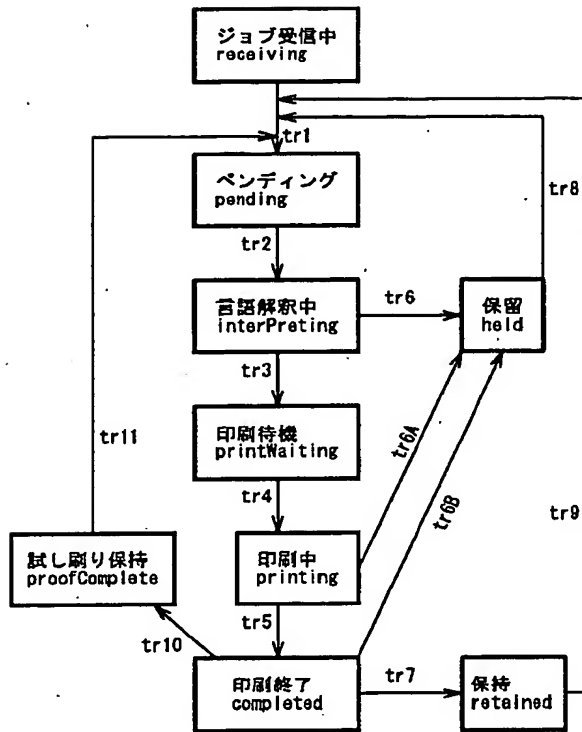 ジョブ受信中
receiving
tr1
ペンディング
pending
tr8
tr2
言語解釈中
interPreting
tr6
保留
held
tr3
tr11
印刷待機
printWaiting
tr6A
tr4
tr6B
tr9
試し刷り保持
proofComplete
印刷中
printing
tr5
tr10
印刷終了
completed
tr7
保持
retained